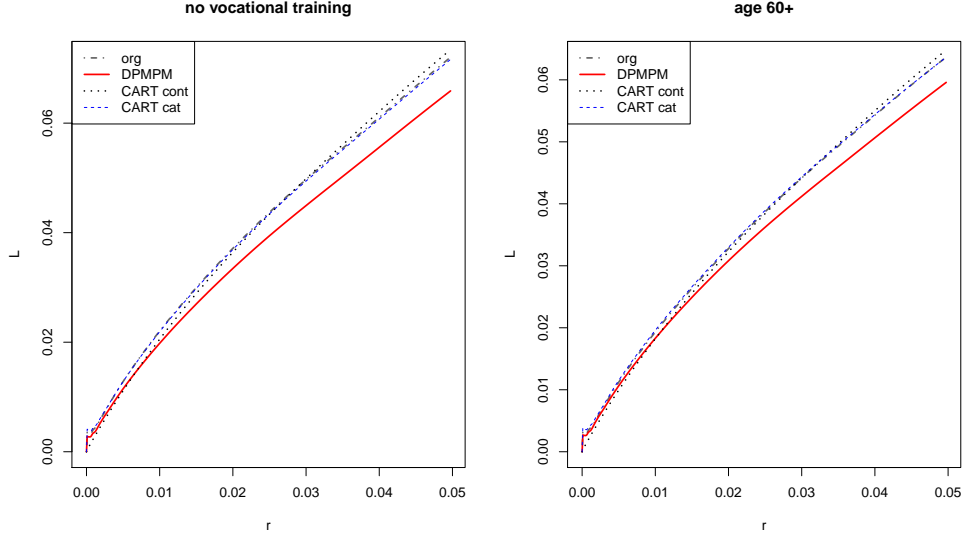 no vocational training
org
DPMPM
CART cont
CART cat
L
0.00 0.02 0.04 0.06
0.00 0.01 0.02 0.03 0.04 0.05
r
age 60+
org
DPMPM
CART cont
CART cat
L
0.00 0.01 0.02 0.03 0.04 0.05 0.06
0.00 0.01 0.02 0.03 0.04 0.05
r